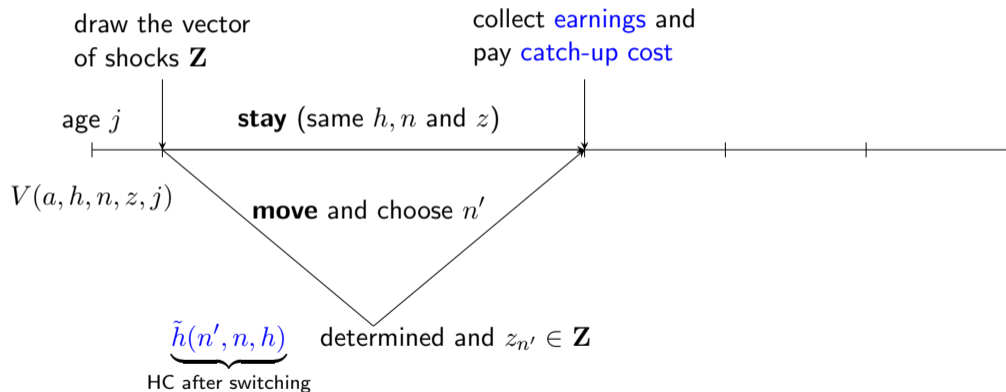 draw the vector
of shocks Z
collect earnings and
pay catch-up cost
age j
stay (same h, n and z)
V(a, h, n, z, j)
move and choose n′
h̃(n′, n, h) determined and zₙ′ ∈ Z
HC after switching